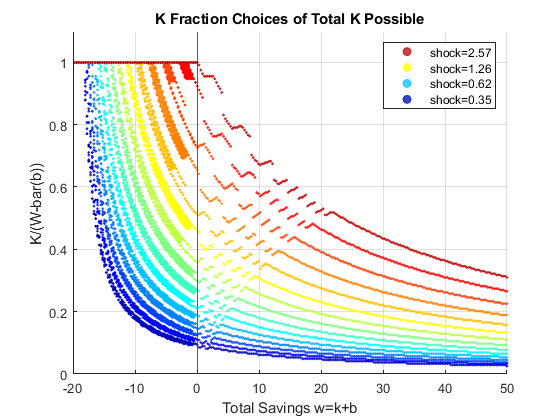 K Fraction Choices of Total K Possible
shock=2.57
shock=1.26
shock=0.62
shock=0.35
K/(W-bar(b))
1
0.8
0.6
0.4
0.2
0
-20
-10
0
10
20
30
40
50
Total Savings w=k+b